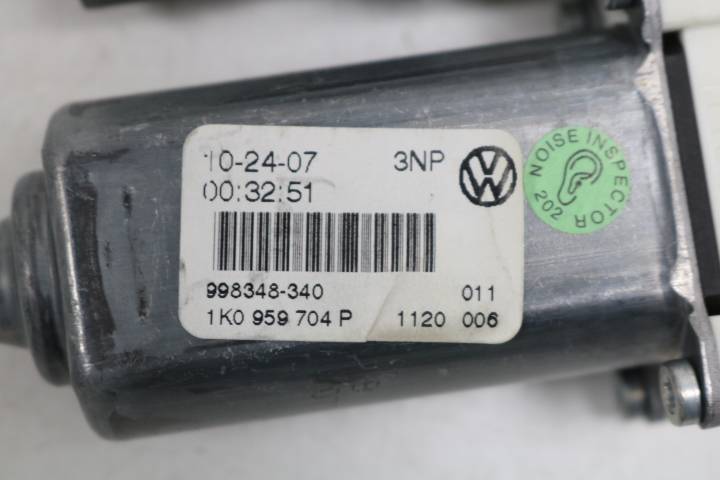 10-24-07 3NP
00:32:51
998348-340 011
1K0 959 704 P 1120 006
NOISE INSPECTOR
202